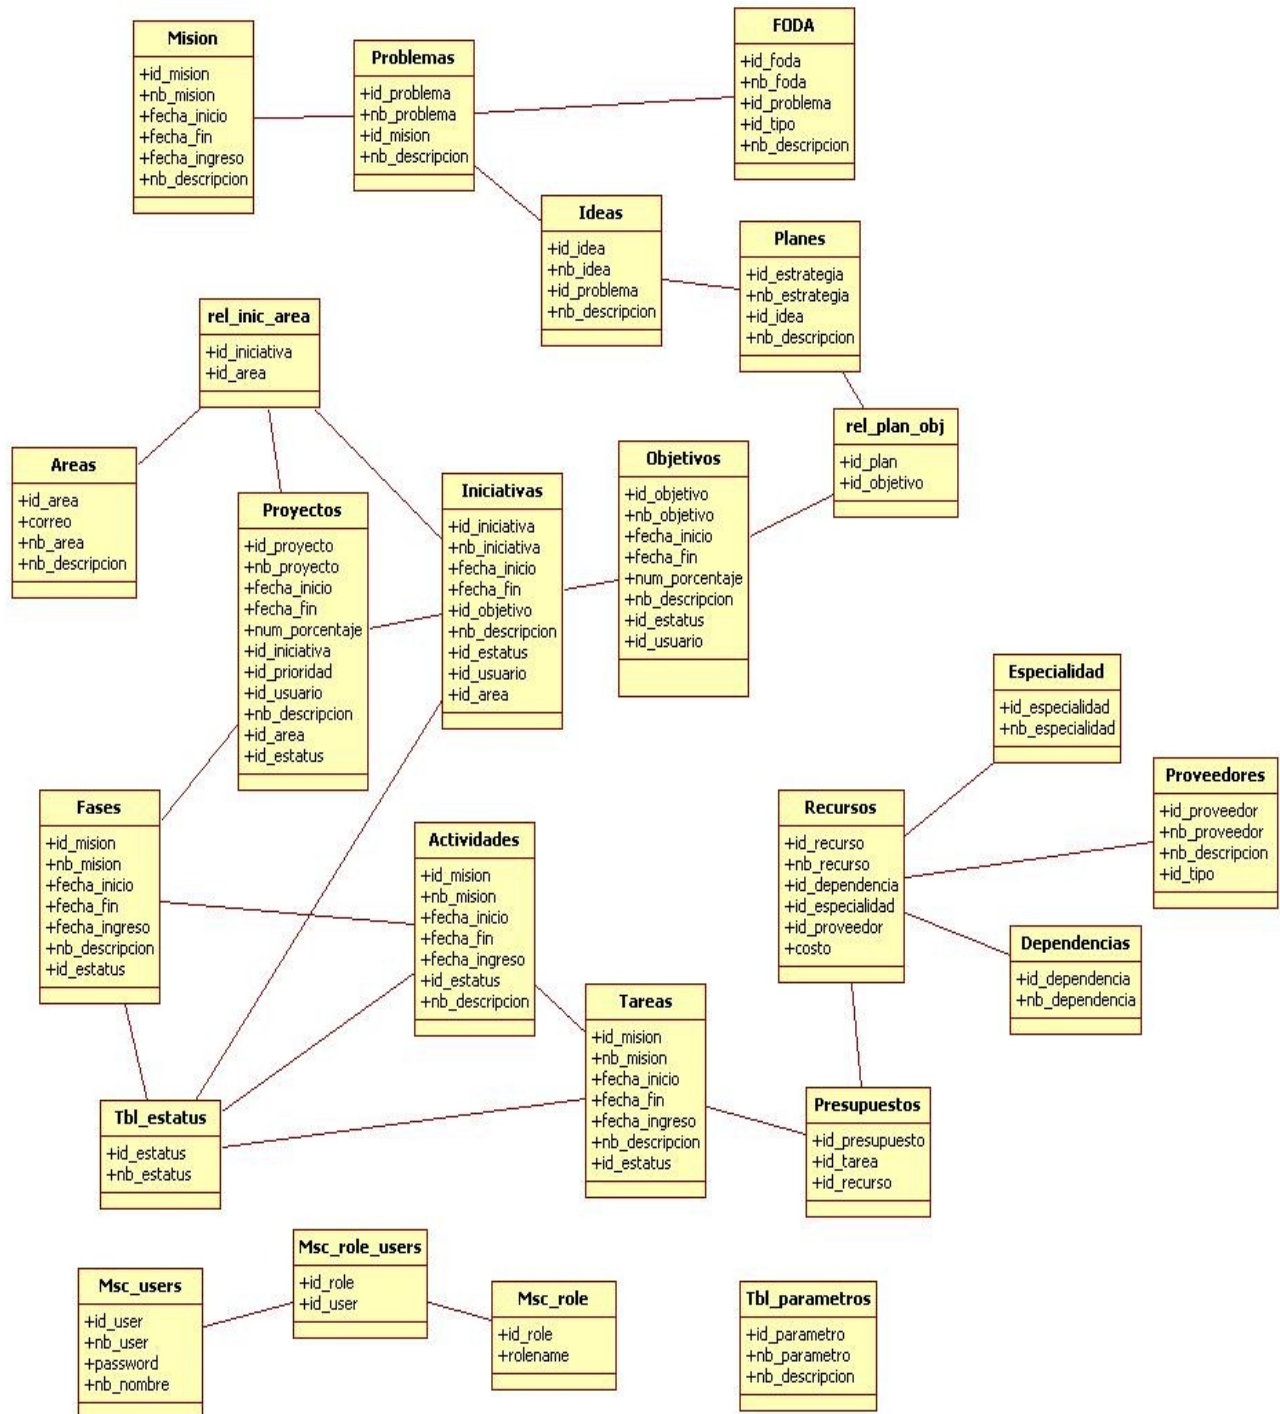 Mision
+id_mision
+nb_mision
+fecha_inicio
+fecha_fin
+fecha_ingreso
+nb_descripcion
Problemas
+id_problema
+nb_problema
+id_mision
+nb_descripcion
FODA
+id_foda
+nb_foda
+id_problema
+id_tipo
+nb_descripcion
Ideas
+id_idea
+nb_idea
+id_problema
+nb_descripcion
Planes
+id_estrategia
+nb_estrategia
+id_idea
+nb_descripcion
rel_inic_area
+id_iniciativa
+id_area
rel_plan_obj
+id_plan
+id_objetivo
Areas
+id_area
+correo
+nb_area
+nb_descripcion
Proyectos
+id_proyecto
+nb_proyecto
+fecha_inicio
+fecha_fin
+num_porcentaje
+id_iniciativa
+id_prioridad
+id_usuario
+nb_descripcion
+id_area
+id_estatus
Iniciativas
+id_iniciativa
+nb_iniciativa
+fecha_inicio
+fecha_fin
+id_objetivo
+nb_descripcion
+id_estatus
+id_usuario
+id_area
Objetivos
+id_objetivo
+nb_objetivo
+fecha_inicio
+fecha_fin
+num_porcentaje
+nb_descripcion
+id_estatus
+id_usuario
Especialidad
+id_especialidad
+nb_especialidad
Proveedores
+id_proveedor
+nb_proveedor
+nb_descripcion
+id_tipo
Fases
+id_mision
+nb_mision
+fecha_inicio
+fecha_fin
+fecha_ingreso
+nb_descripcion
+id_estatus
Actividades
+id_mision
+nb_mision
+fecha_inicio
+fecha_fin
+fecha_ingreso
+id_estatus
+nb_descripcion
Recursos
+id_recurso
+nb_recurso
+id_dependencia
+id_especialidad
+id_proveedor
+costo
Dependencias
+id_dependencia
+nb_dependencia
Tareas
+id_mision
+nb_mision
+fecha_inicio
+fecha_fin
+fecha_ingreso
+nb_descripcion
+id_estatus
Tbl_estatus
+id_estatus
+nb_estatus
Presupuestos
+id_presupuesto
+id_tarea
+id_recurso
Msc_users
+id_user
+nb_user
+password
+nb_nombre
Msc_role_users
+id_role
+id_user
Msc_role
+id_role
+rolename
Tbl_parametros
+id_parametro
+nb_parametro
+nb_descripcion